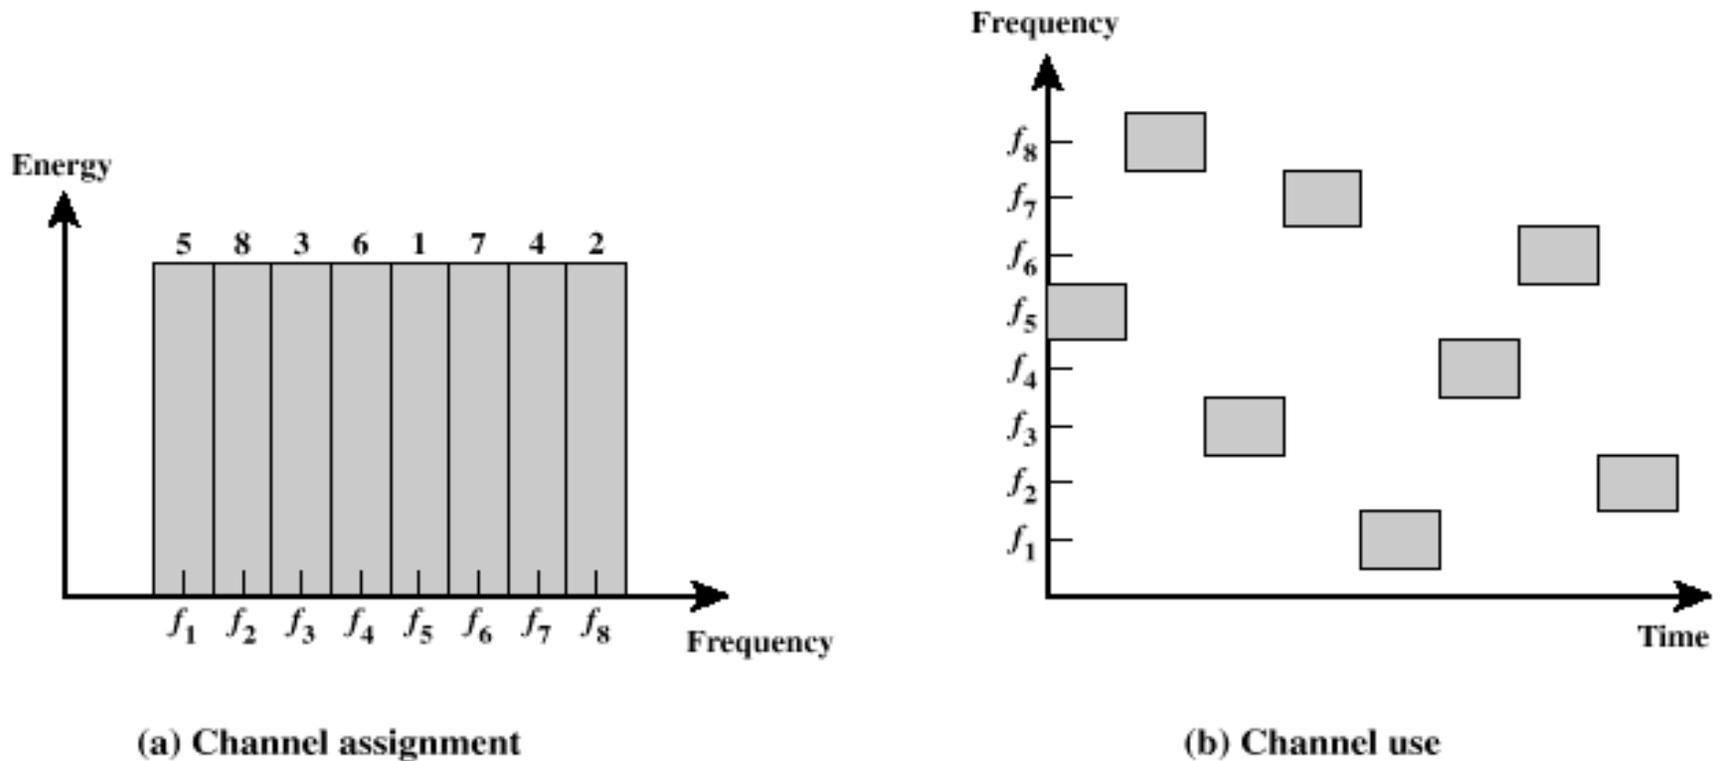 Energy
5 8 3 6 1 7 4 2
f1 f2 f3 f4 f5 f6 f7 f8
Frequency
(a) Channel assignment
Frequency
f8
f7
f6
f5
f4
f3
f2
f1
Time
(b) Channel use